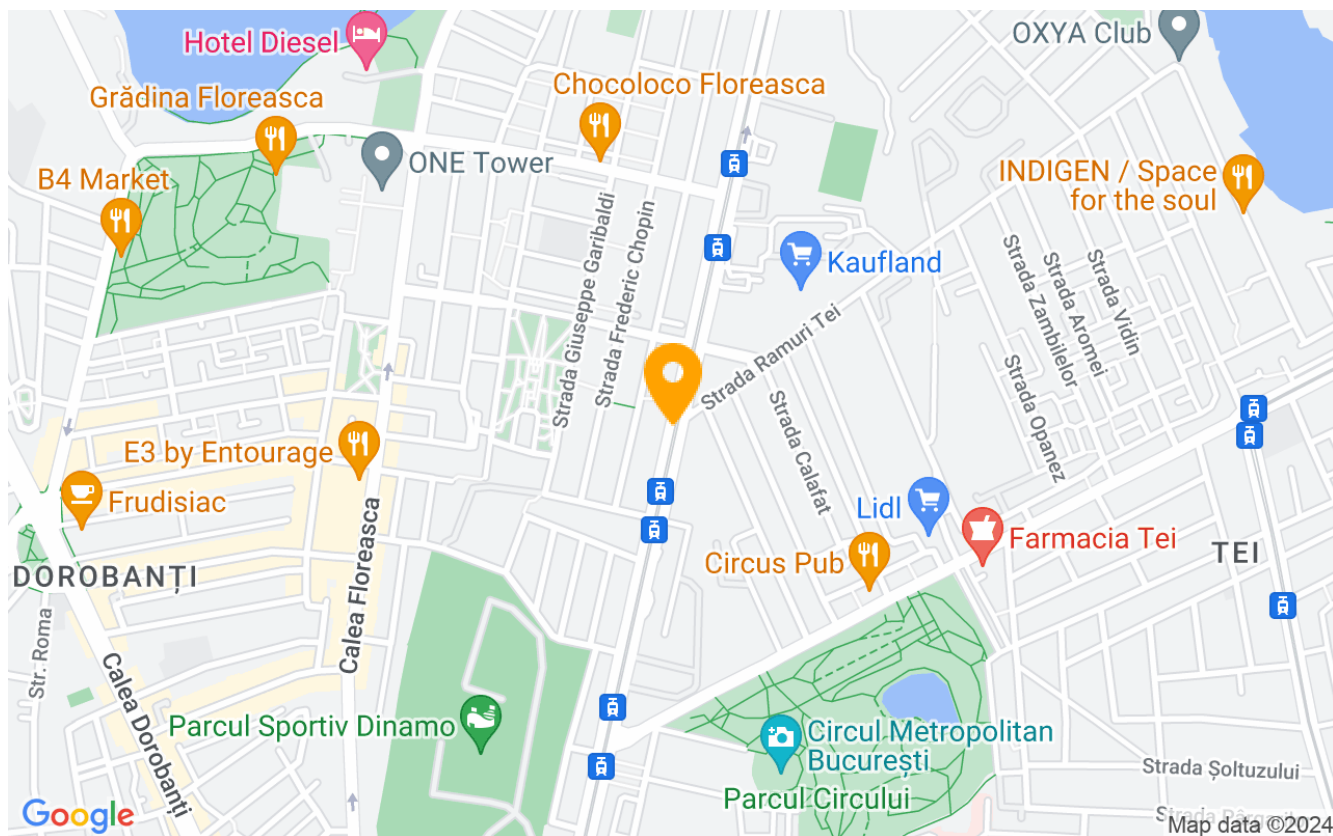 OXYA Club
Hotel Diesel
Chocoloco Floreasca
Grădina Floreasca
ONE Tower
B4 Market
INDIGEN / Space
for the soul
Strada Giuseppe Garibaldi
Strada Frederic Chopin
Kaufland
Strada Zambilelor
Strada Aromei
Strada Vidin
Strada Ramuri Tei
Strada Opanez
Strada Calafat
E3 by Entourage
Frudisiac
Lidl
Farmacia Tei
Circus Pub
TEI
DOROBANȚI
Calea Floreasca
Str. Roma
Calea Dorobanți
Parcul Sportiv Dinamo
Circul Metropolitan
București
Parcul Circului
Strada Șoltuzului
Google
Map data ©2024